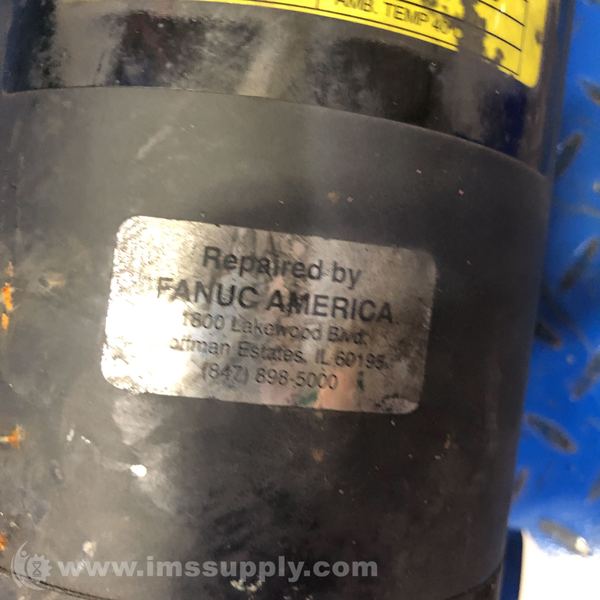 AMB. TEMP 40
Repaired by
FANUC AMERICA
1800 Lakewood Blvd.
offman Estates, IL 60195
(847) 898-5000
www.imssupply.com